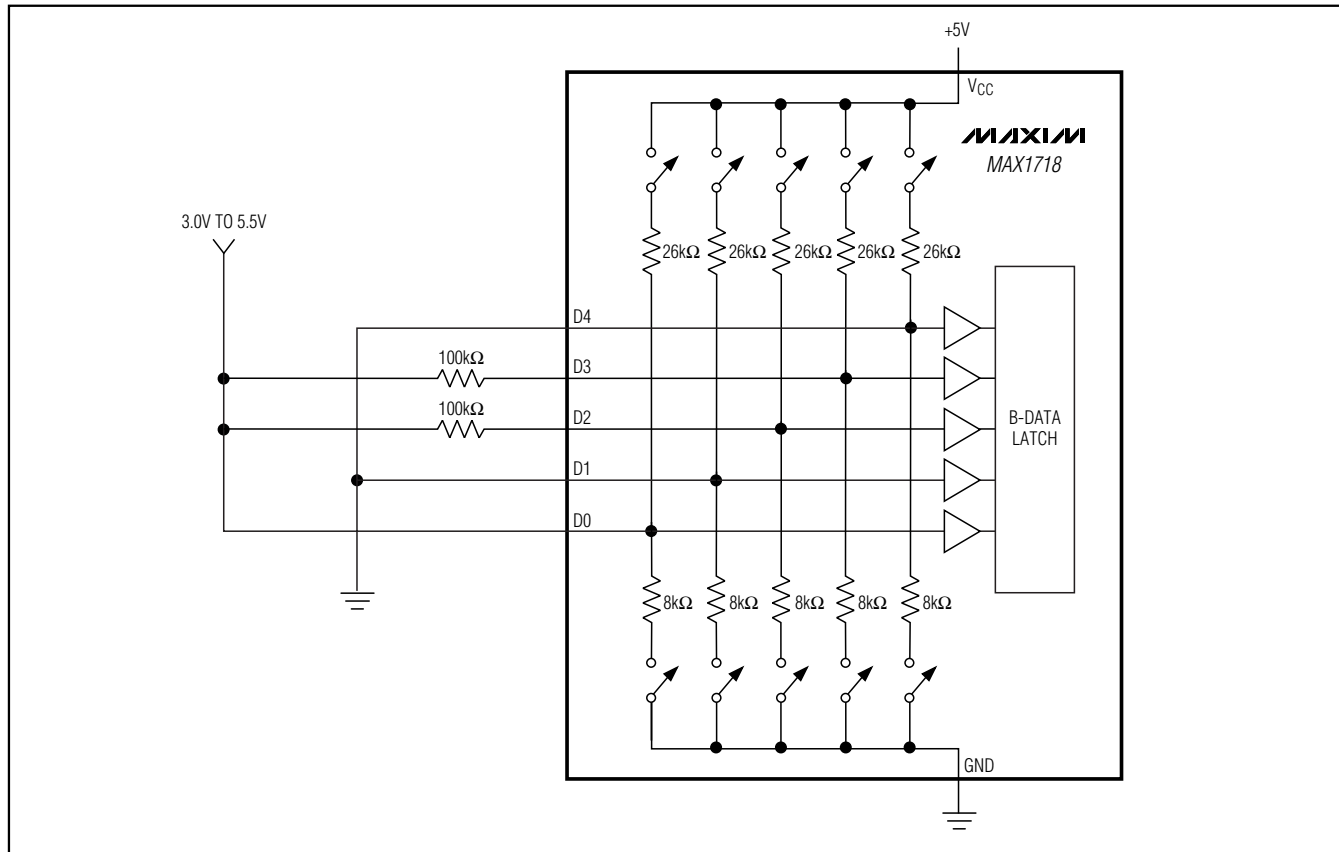 +5V
VCC
MAXIM
MAX1718
3.0V TO 5.5V
26kΩ 26kΩ 26kΩ 26kΩ 26kΩ
D4
100kΩ
D3
100kΩ
D2
B-DATA
LATCH
D1
D0
8kΩ 8kΩ 8kΩ 8kΩ 8kΩ
GND